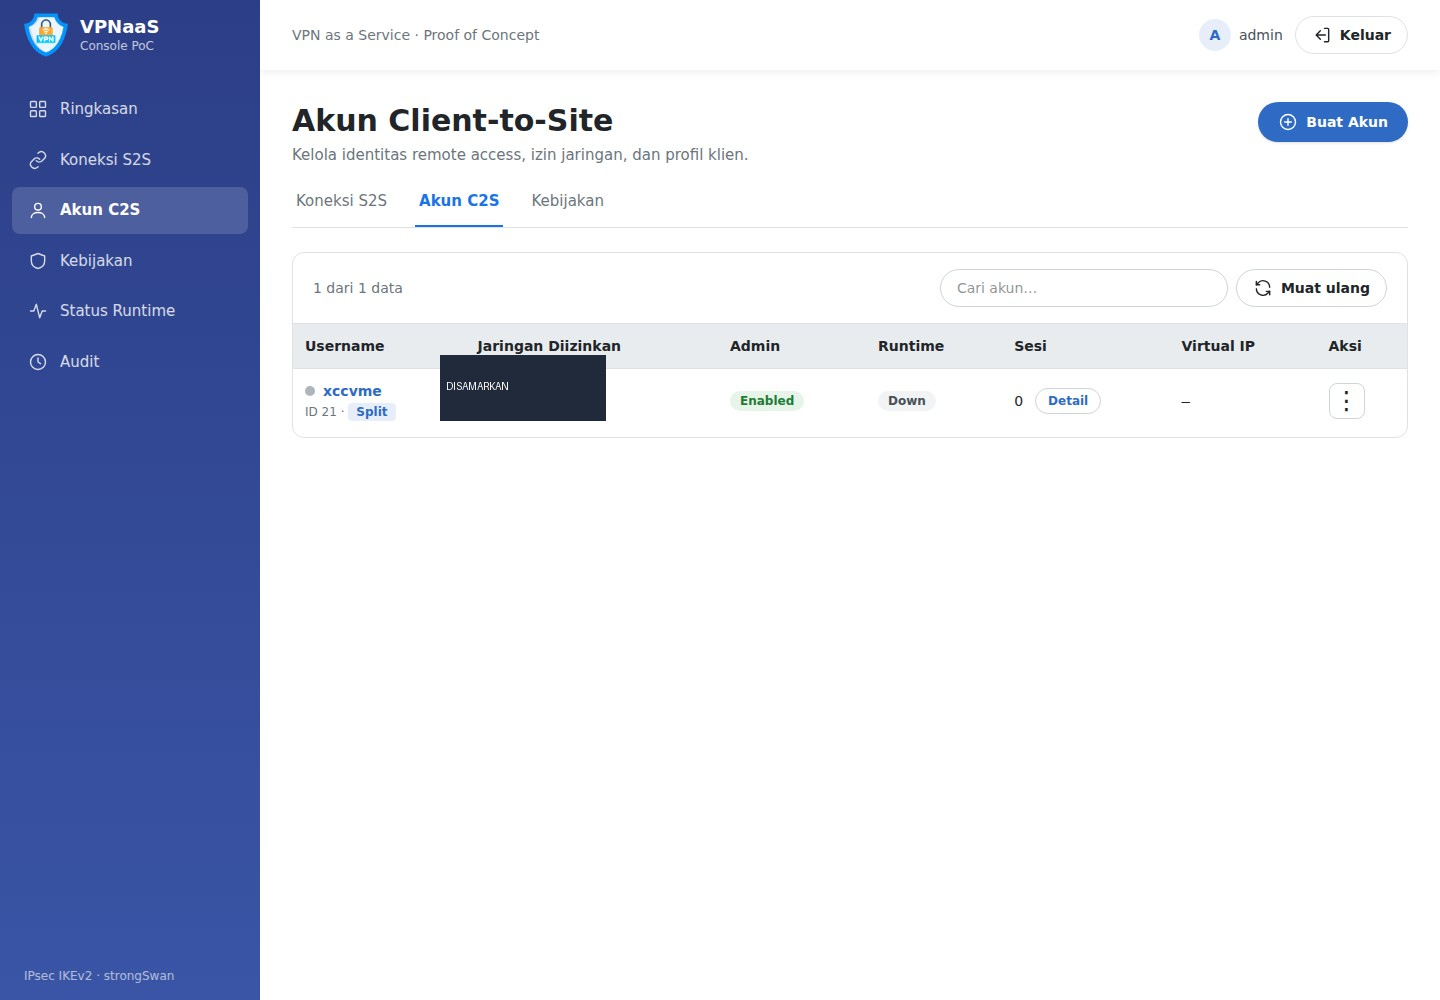 VPN
VPNaaS
Console PoC
Ringkasan
Koneksi S2S
Akun C2S
Kebijakan
Status Runtime
Audit
IPsec IKEv2 · strongSwan
VPN as a Service · Proof of Concept
A admin Keluar
Akun Client-to-Site
Buat Akun
Kelola identitas remote access, izin jaringan, dan profil klien.
Koneksi S2S Akun C2S Kebijakan
1 dari 1 data Cari akun... Muat ulang
Username Jaringan Diizinkan Admin Runtime Sesi Virtual IP Aksi
xccvme DISAMARKAN Enabled Down 0 Detail –
ID 21 · Split